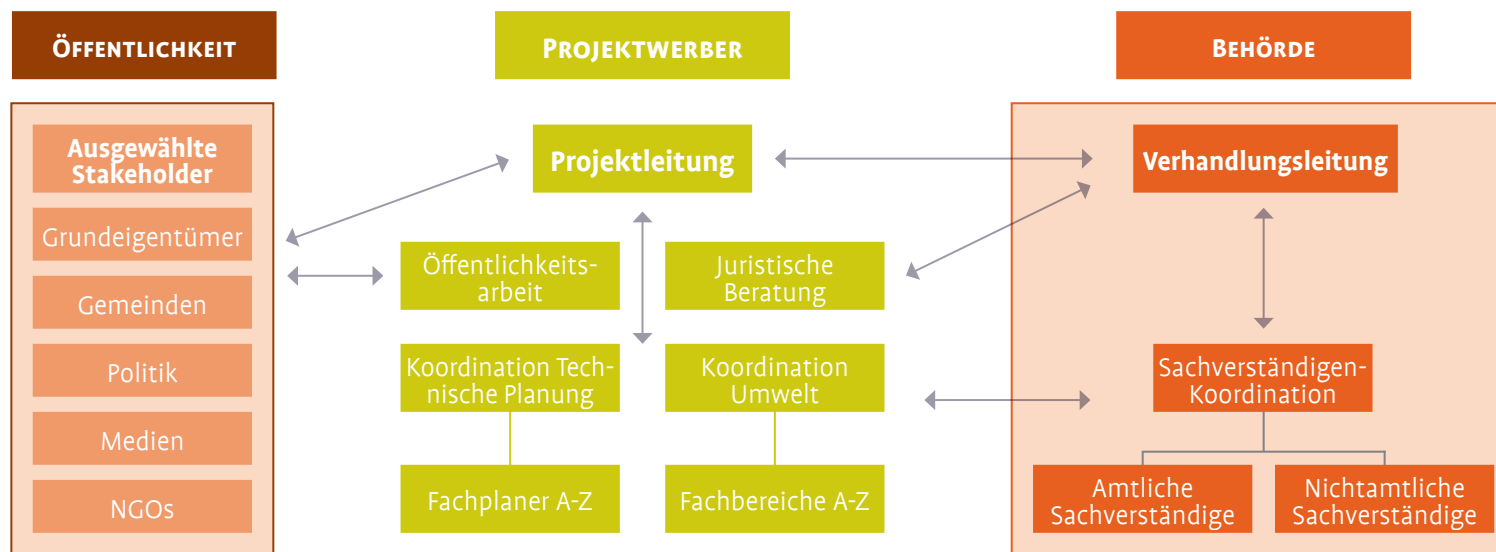 ÖFFENTLICHKEIT
Ausgewählte
Stakeholder
Grundeigentümer
Gemeinden
Politik
Medien
NGOs
PROJEKTWERBER
Projektleitung
Öffentlichkeits-
arbeit
Juristische
Beratung
Koordination Tech-
nische Planung
Koordination
Umwelt
Fachplaner A-Z
Fachbereiche A-Z
BEHÖRDE
Verhandlungsleitung
Sachverständigen-
Koordination
Amtliche
Sachverständige
Nichtamtliche
Sachverständige